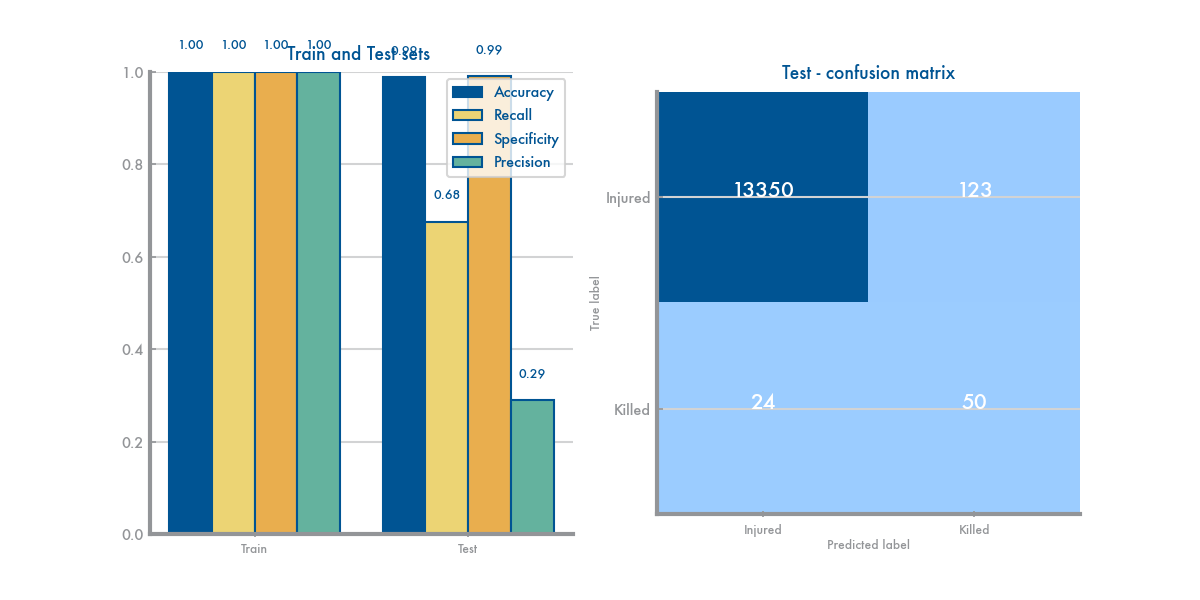 Train and Test sets
1.00 1.00 1.00 1.00 0.99 0.99
0.68
0.29
1.0
0.8
0.6
0.4
0.2
0.0
Train Test
Accuracy
Recall
Specificity
Precision
Test - confusion matrix
True label
Injured
Killed
13350 123
24 50
Injured Killed
Predicted label